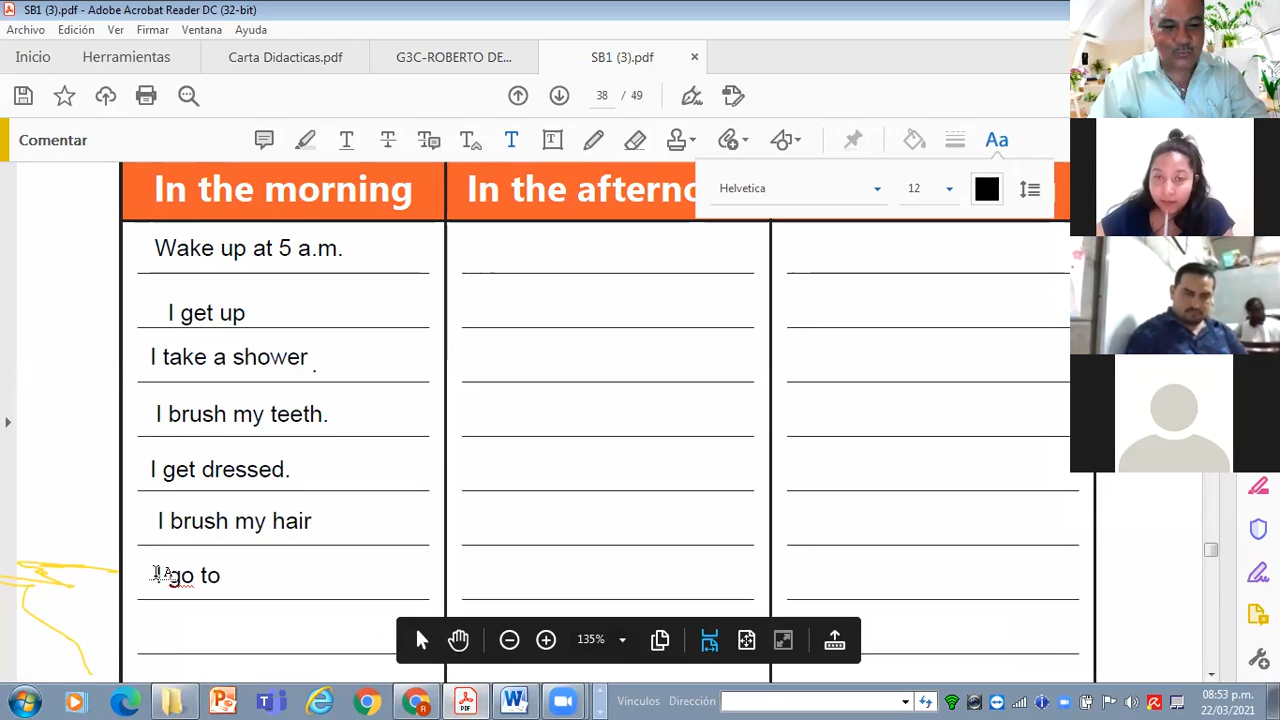 SB1 (3).pdf - Adobe Acrobat Reader DC (32-bit)
Archivo Edición Ver Firmar Ventana Ayuda
Inicio Herramientas Carta Didacticas.pdf G3C-ROBERTODE... SB1 (3).pdf ×
38 / 49
Comentar
Aa
Helvetica 12
In the morning In the afterno
Wake up at 5 a.m.
I get up
I take a shower .
I brush my teeth.
I get dressed.
I brush my hair
I go to
135%
Vínculos Dirección
08:53 p.m.
22/03/2021